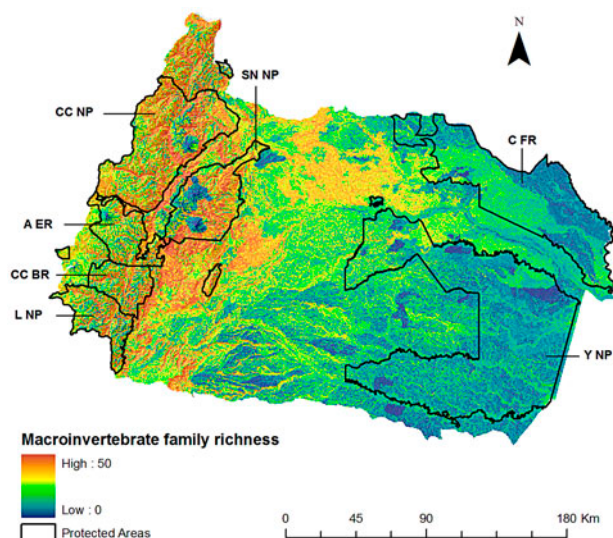 N
SN NP
CC NP
C FR
A ER
CC BR
L NP
Y NP
Macroinvertebrate family richness
High : 50
Low : 0
Protected Areas
0 45 90 180 Km